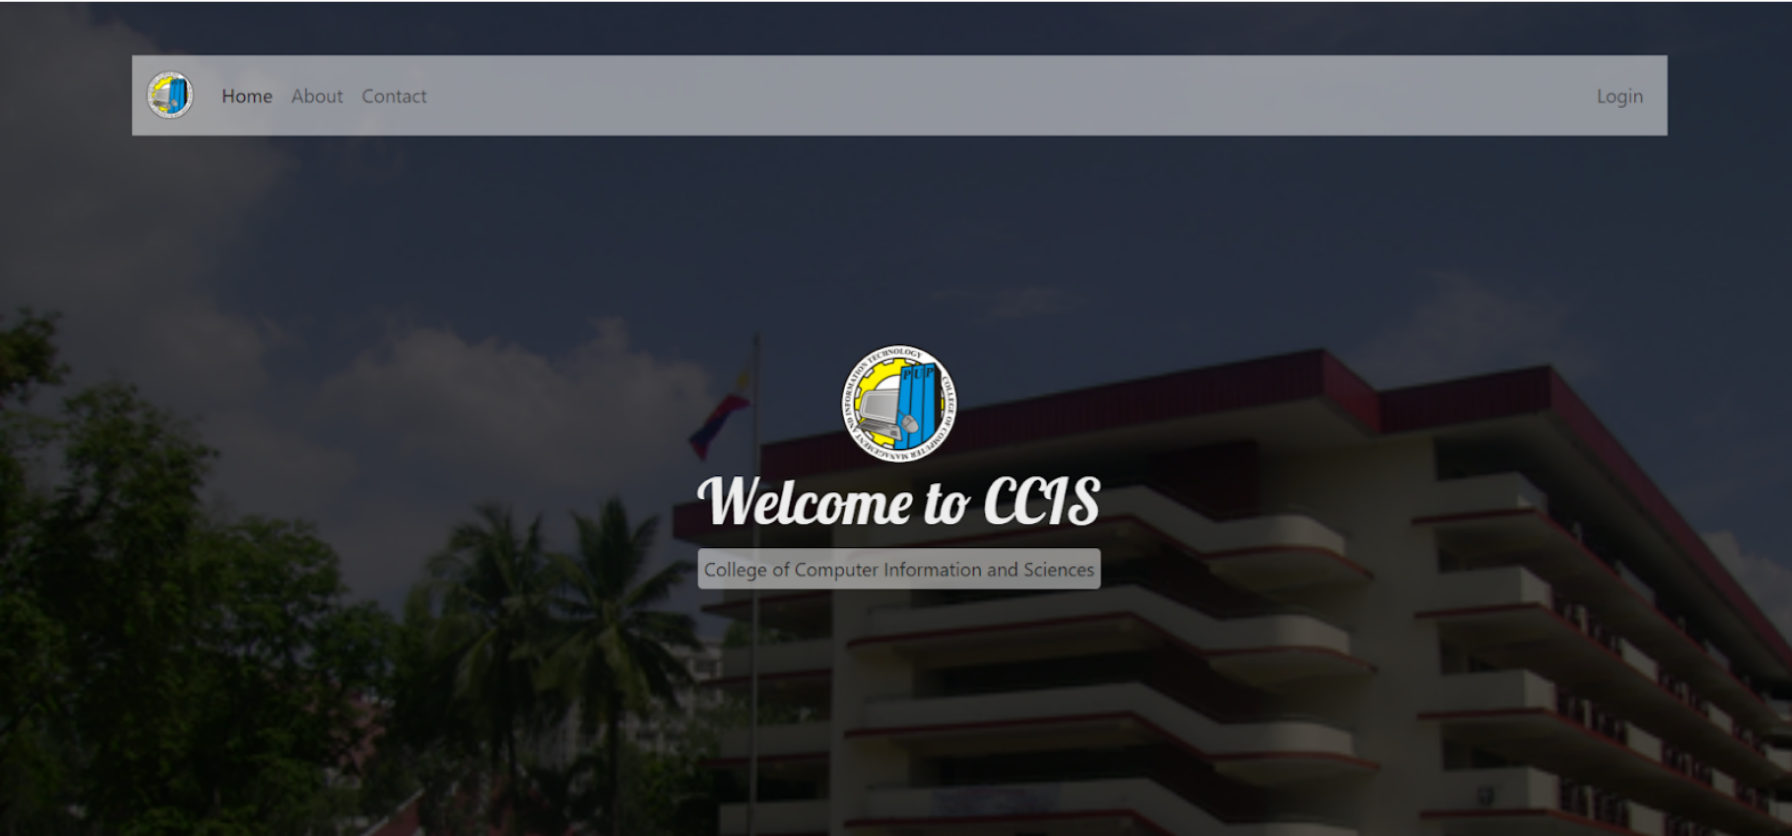 Home About Contact Login
COLLEGE OF COMPUTER MANAGEMENT AND INFORMATION TECHNOLOGY
PUP
Welcome to CCIS
College of Computer Information and Sciences